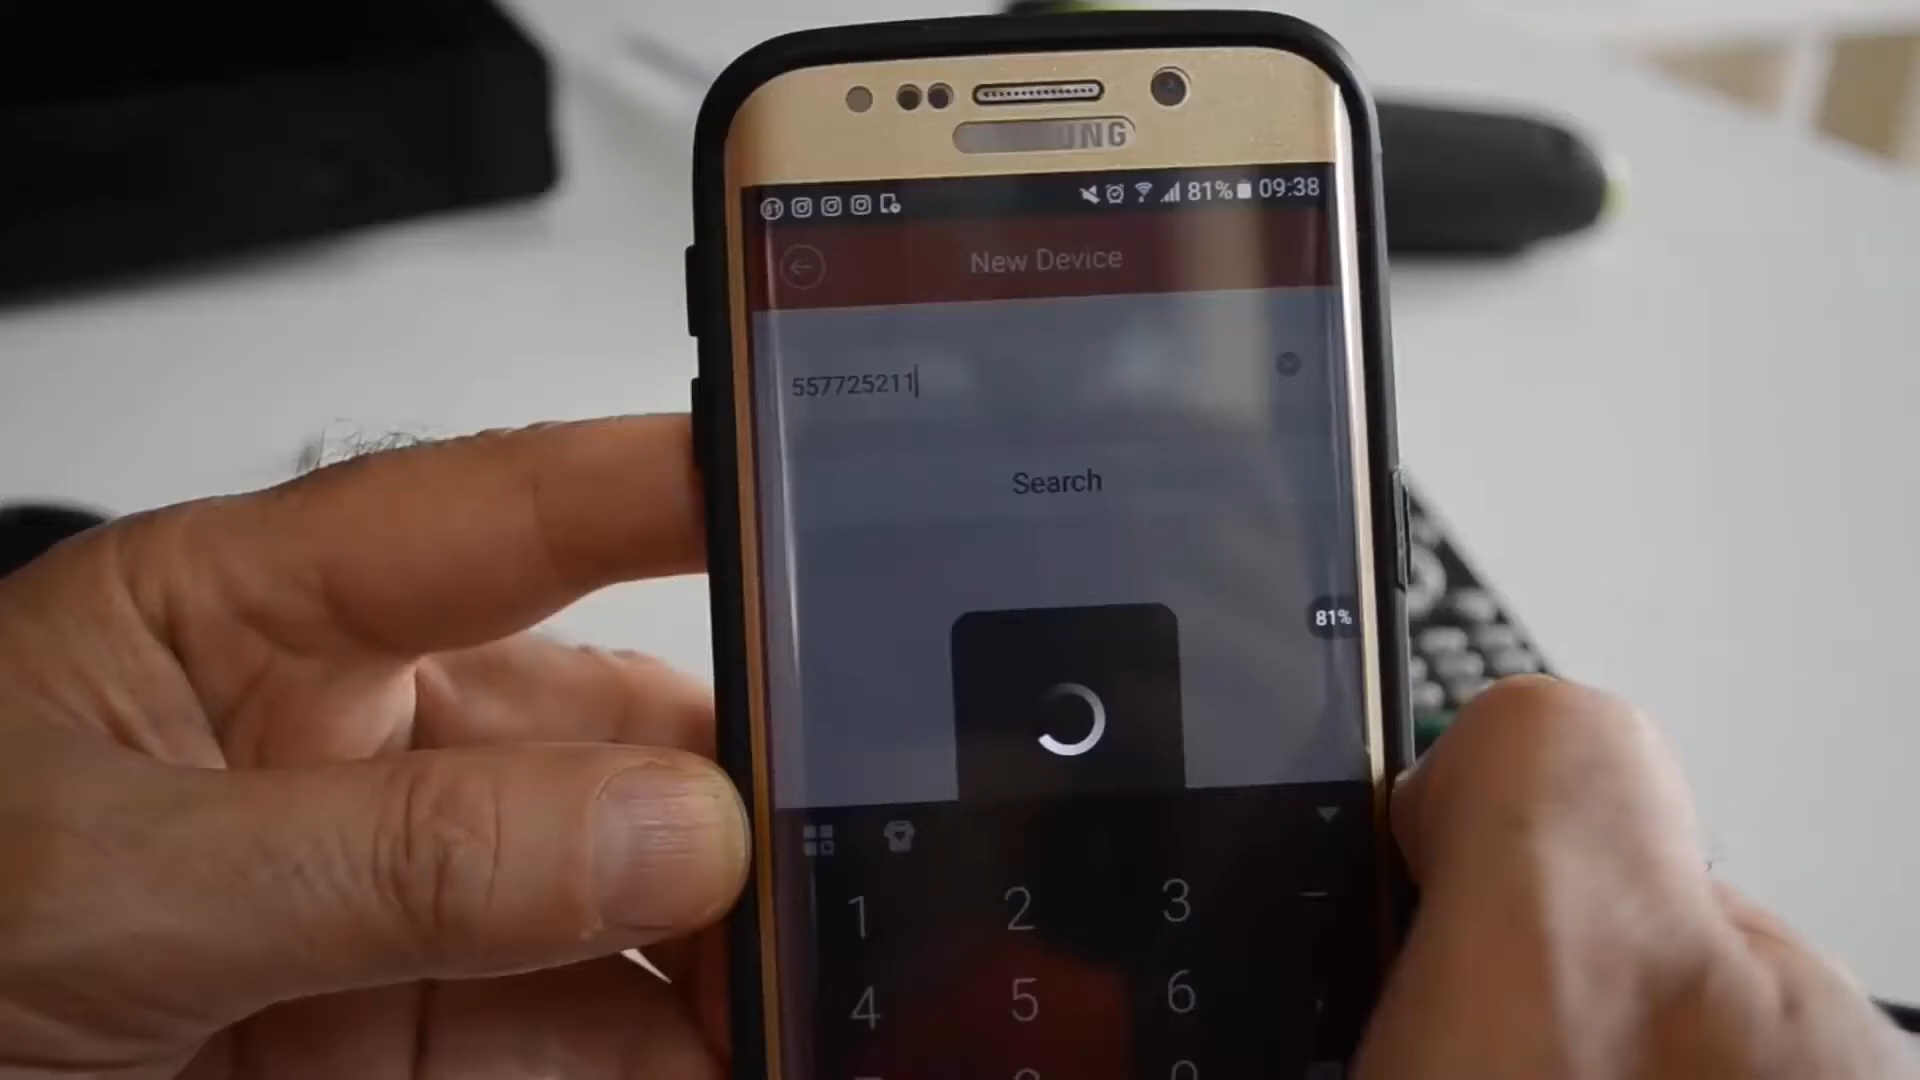 UNG
81% 09:38
New Device
557725211
Search
81%
1 2 3 –
4 5 6 ,